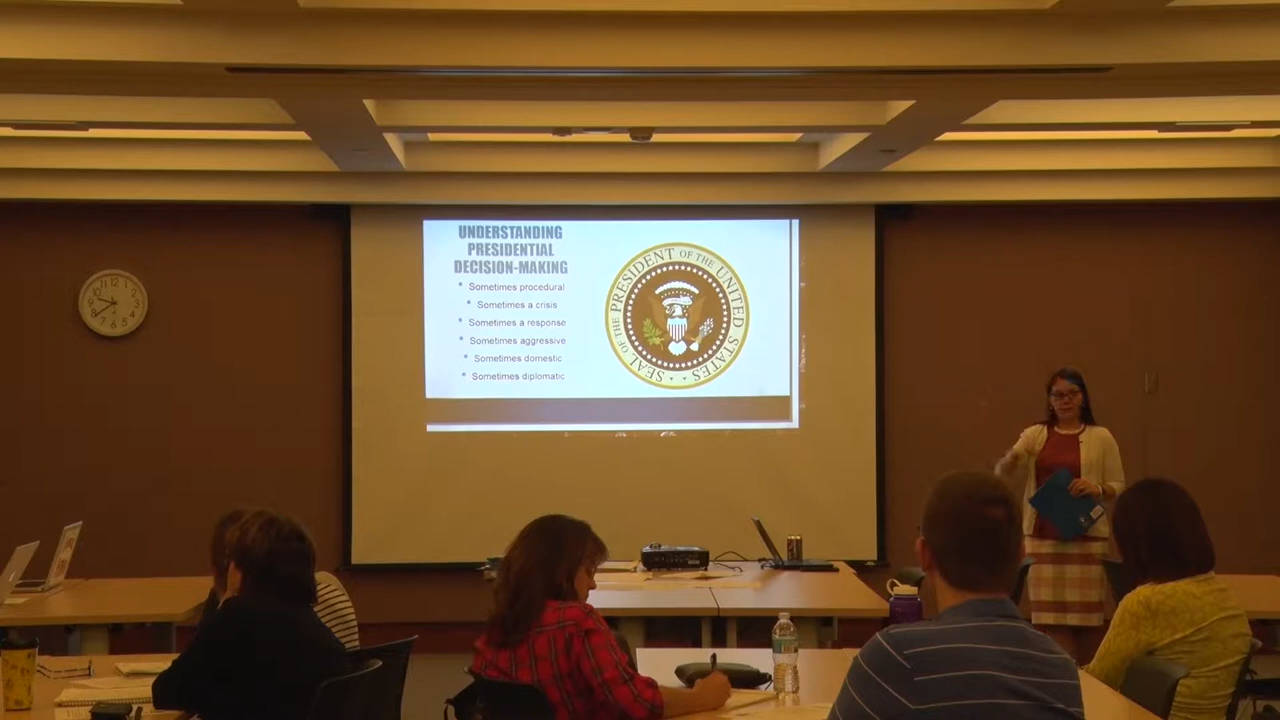 UNDERSTANDING
PRESIDENTIAL
DECISION-MAKING
• Sometimes procedural
• Sometimes a crisis
• Sometimes a response
• Sometimes aggressive
• Sometimes domestic
• Sometimes diplomatic
SEAL OF THE PRESIDENT OF THE UNITED STATES